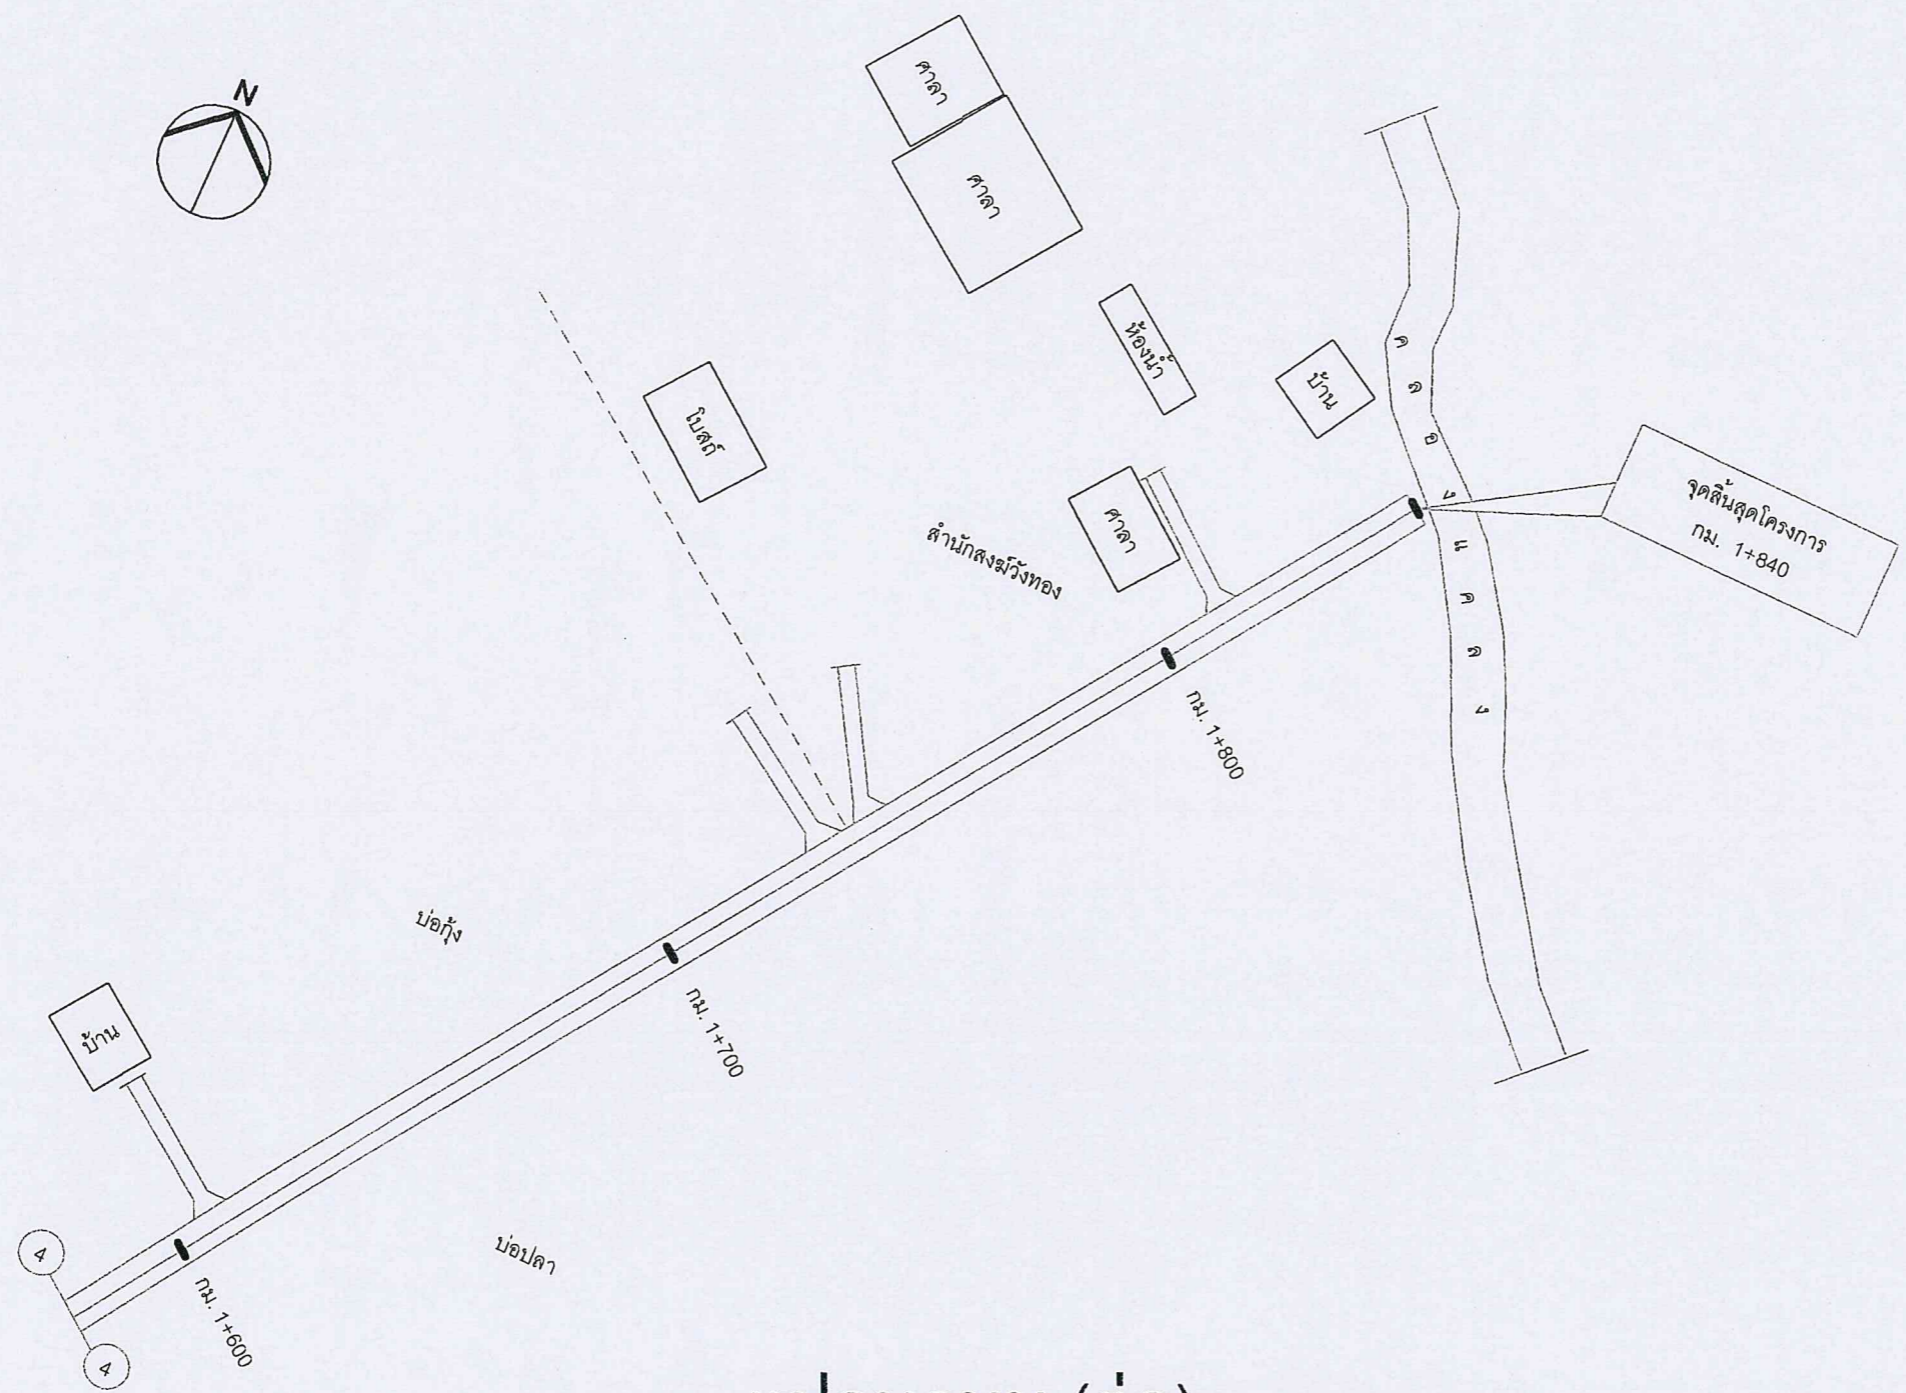 N
ศาลา
ศาลา
ห้องน้ำ
บ้าน
โบสถ์
ศาลา
สำนักสงฆ์วังทอง
คลองแคลง
จุดสิ้นสุดโครงการ
กม. 1+840
กม. 1+800
บ่อกุ้ง
กม. 1+700
บ้าน
บ่อปลา
4
กม. 1+600
4